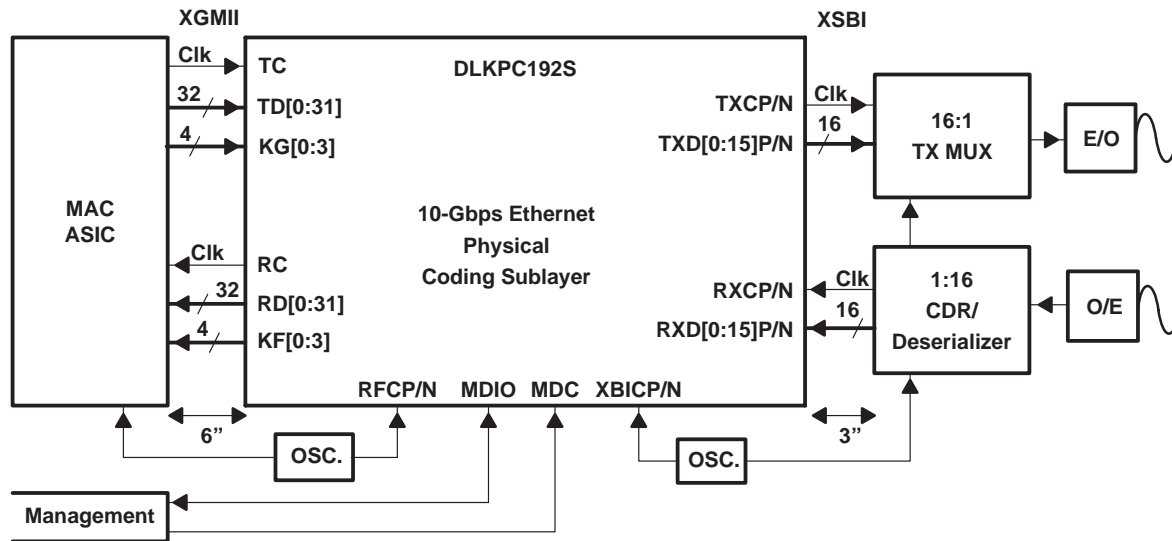 XGMII
XSBI
MAC
ASIC
Clk
32
4
Clk
32
4
TC
TD[0:31]
KG[0:3]
RC
RD[0:31]
KF[0:3]
DLKPC192S
10-Gbps Ethernet
Physical
Coding Sublayer
TXCP/N
TXD[0:15]P/N
RXCP/N
RXD[0:15]P/N
RFCP/N
MDIO
MDC
XBICP/N
Clk
16
Clk
16
16:1
TX MUX
E/O
1:16
CDR/
Deserializer
O/E
6”
OSC.
OSC.
3”
Management